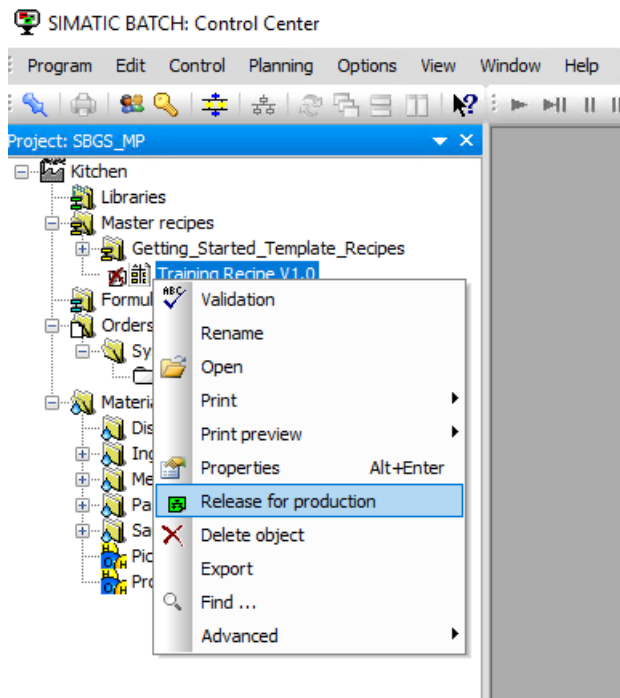 SIMATIC BATCH: Control Center
Program Edit Control Planning Options View Window Help
Project: SBGS_MP
Kitchen
Libraries
Master recipes
Getting_Started_Template_Recipes
Training Recipe V1.0
Formul
Orders
Sy
Materia
Dis
Ing
Me
Pa
Sa
Pic
Pro
ABC
Validation
Rename
Open
Print
Print preview
Properties Alt+Enter
Release for production
Delete object
Export
Find ...
Advanced